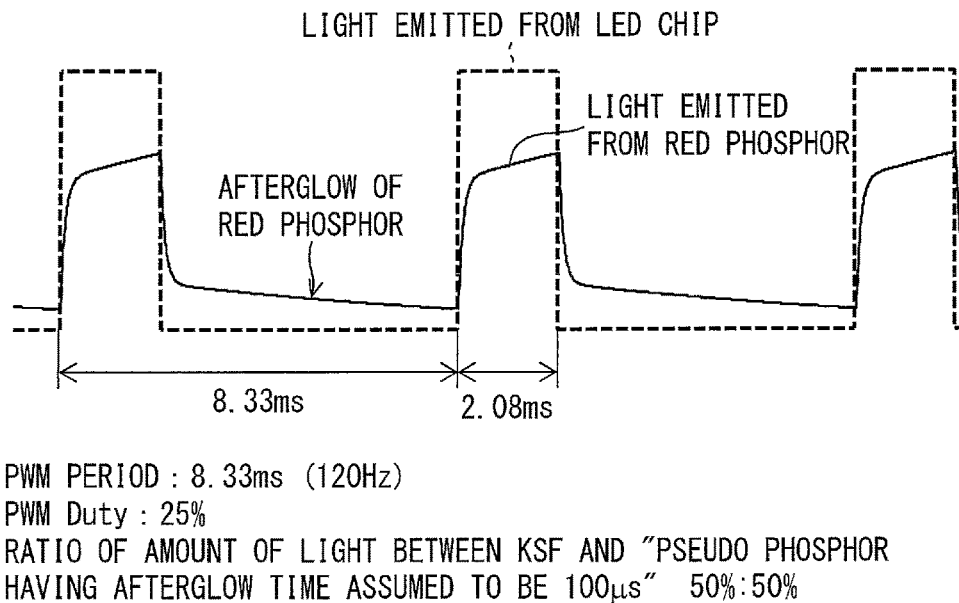 LIGHT EMITTED FROM LED CHIP
LIGHT EMITTED
FROM RED PHOSPHOR
AFTERGLOW OF
RED PHOSPHOR
8.33ms
2.08ms
PWM PERIOD : 8.33ms (120Hz)
PWM Duty : 25%
RATIO OF AMOUNT OF LIGHT BETWEEN KSF AND "PSEUDO PHOSPHOR
HAVING AFTERGLOW TIME ASSUMED TO BE 100μs" 50%:50%